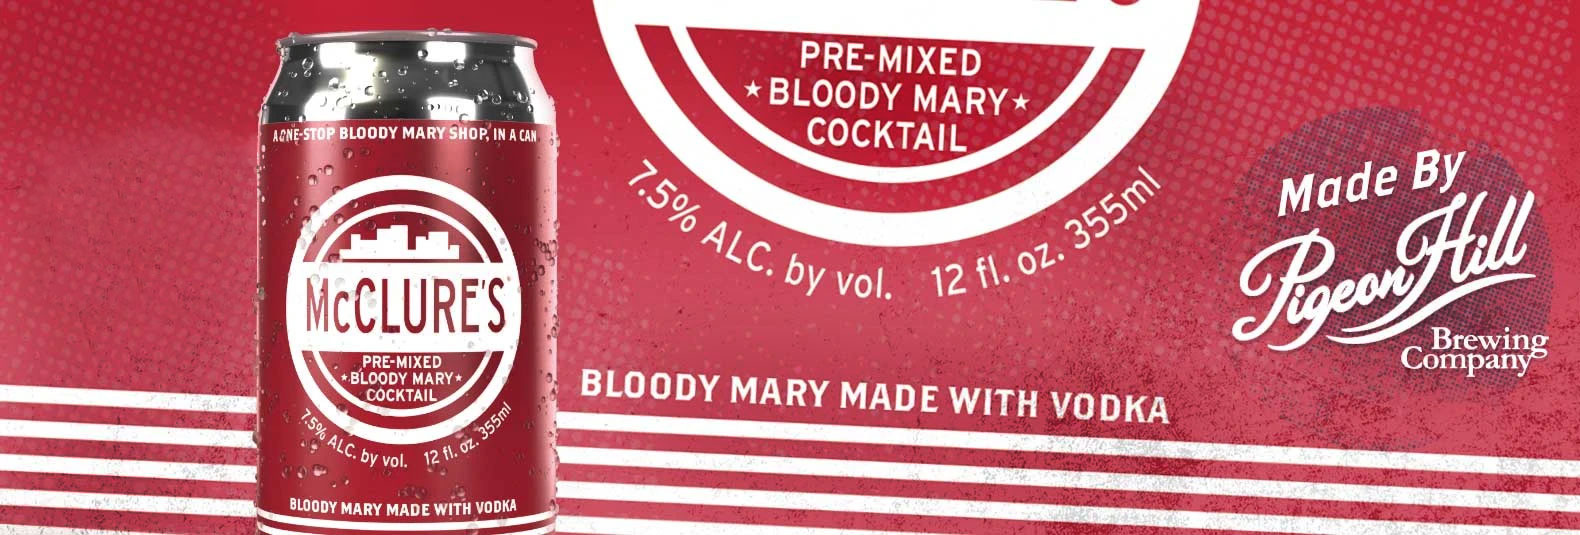 A ONE-STOP BLOODY MARY SHOP, IN A CAN
McCLURE'S
PRE-MIXED
★BLOODY MARY★
COCKTAIL
7.5% ALC. by vol. 12 fl. oz. 355ml
BLOODY MARY MADE WITH VODKA
PRE-MIXED
★BLOODY MARY★
COCKTAIL
7.5% ALC. by vol. 12 fl. oz. 355ml
BLOODY MARY MADE WITH VODKA
Made By
Pigeon Hill
Brewing
Company